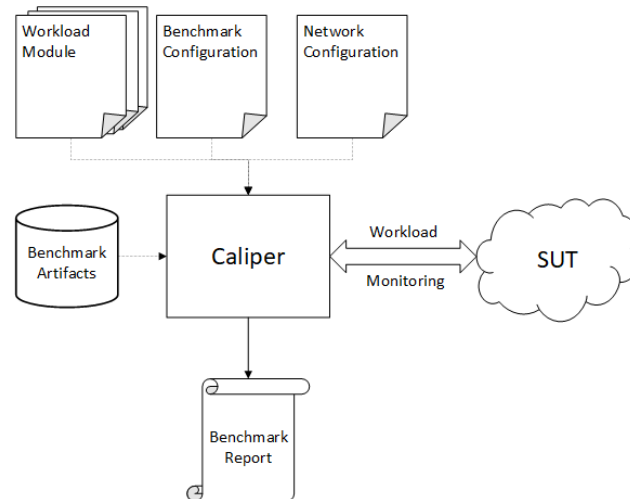 Workload
Module
Benchmark
Configuration
Network
Configuration
Benchmark
Artifacts
Caliper
Workload
Monitoring
SUT
Benchmark
Report